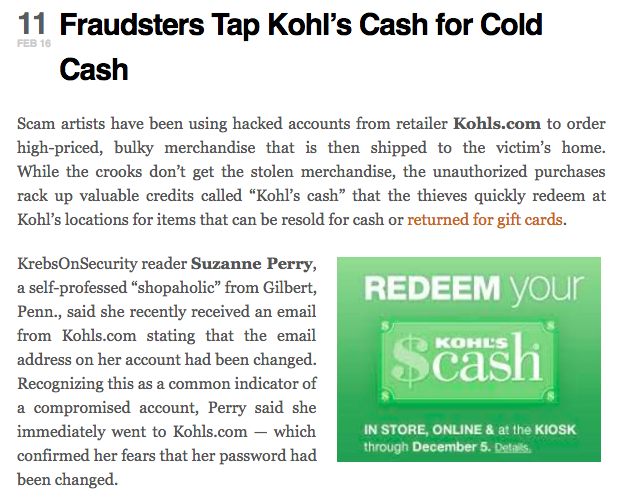 11
FEB 16
Fraudsters Tap Kohl’s Cash for Cold
Cash
Scam artists have been using hacked accounts from retailer Kohls.com to order
high-priced, bulky merchandise that is then shipped to the victim’s home.
While the crooks don’t get the stolen merchandise, the unauthorized purchases
rack up valuable credits called “Kohl’s cash” that the thieves quickly redeem at
Kohl’s locations for items that can be resold for cash or returned for gift cards.
KrebsOnSecurity reader Suzanne Perry,
a self-professed “shopaholic” from Gilbert,
Penn., said she recently received an email
from Kohls.com stating that the email
address on her account had been changed.
Recognizing this as a common indicator of
a compromised account, Perry said she
immediately went to Kohls.com — which
confirmed her fears that her password had
been changed.
REDEEM your
$ $
KOHL'S
$cash
$ $
IN STORE, ONLINE & at the KIOSK
through December 5. Details.